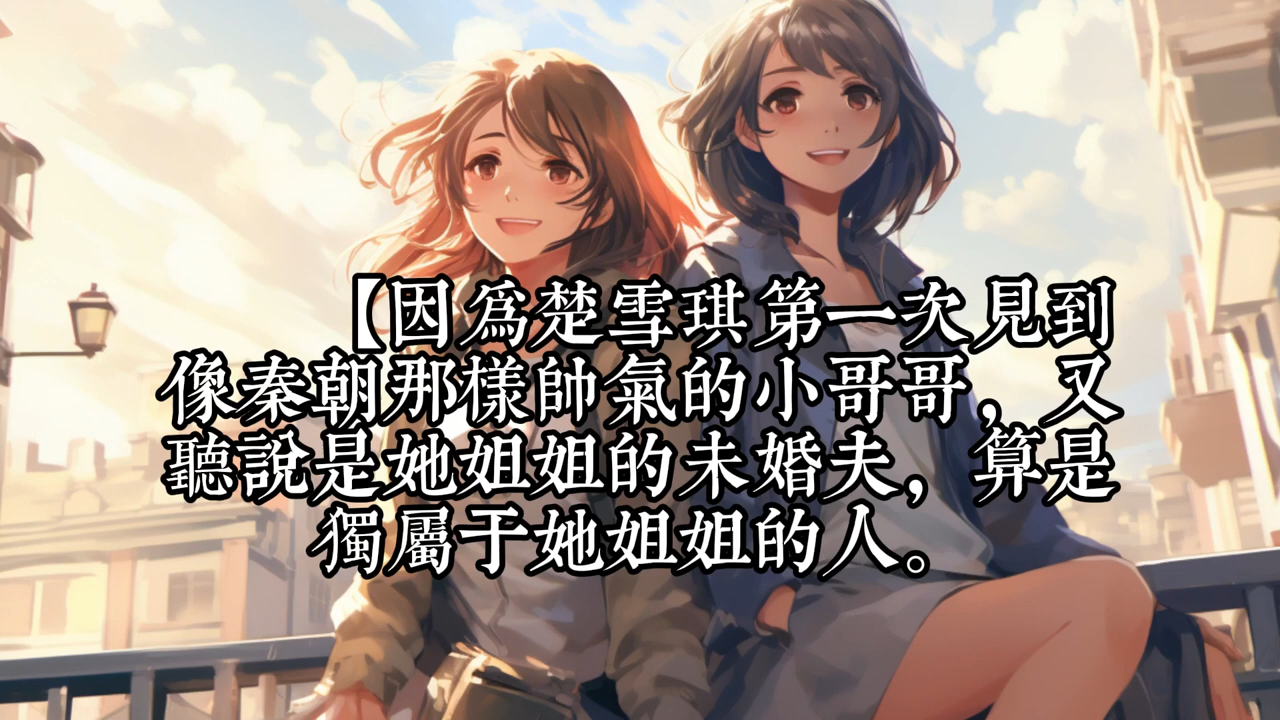 【因爲楚雪琪第一次見到
像秦朝那樣帥氣的小哥哥，又
聽說是她姐姐的未婚夫，算是
獨屬于她姐姐的人。